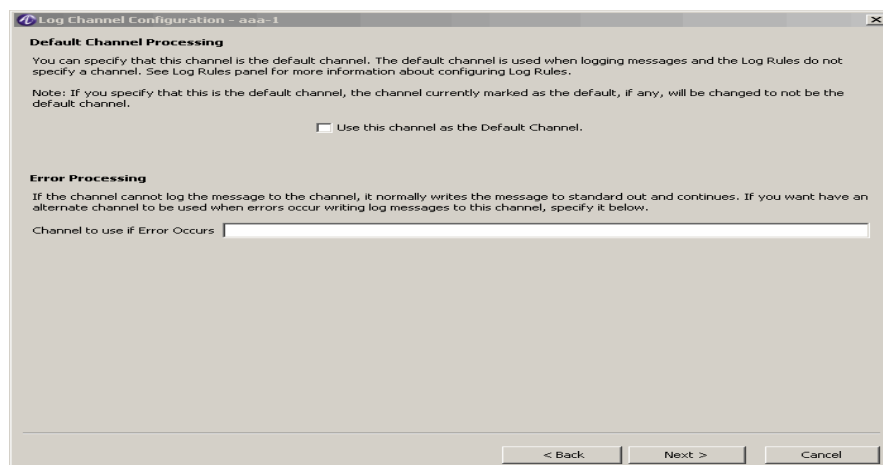 Log Channel Configuration - aaa-1
Default Channel Processing
You can specify that this channel is the default channel. The default channel is used when logging messages and the Log Rules do not
specify a channel. See Log Rules panel for more information about configuring Log Rules.
Note: If you specify that this is the default channel, the channel currently marked as the default, if any, will be changed to not be the
default channel.
Use this channel as the Default Channel.
Error Processing
If the channel cannot log the message to the channel, it normally writes the message to standard out and continues. If you want have an
alternate channel to be used when errors occur writing log messages to this channel, specify it below.
Channel to use if Error Occurs
< Back Next > Cancel